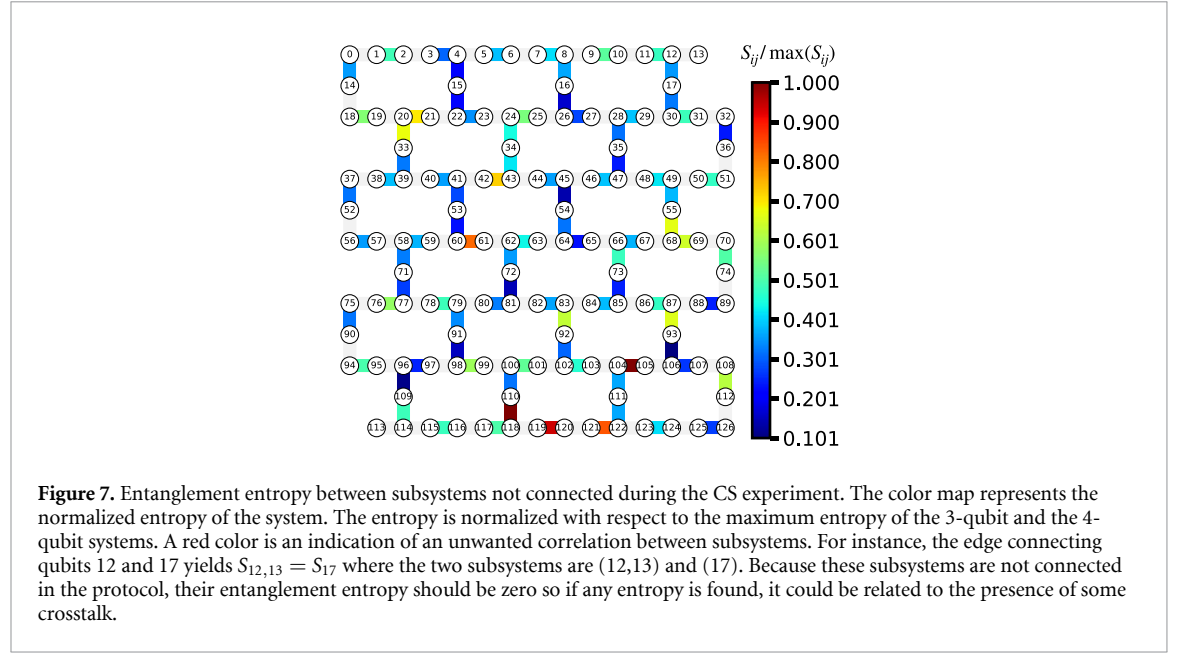 S_ij / max(S_ij)
0 1 2 3 4 5 6 7 8 9 10 11 12 13
1.000
14 15 16 17
0.900
18 19 20 21 22 23 24 25 26 27 28 29 30 31 32
0.800
33 34 35 36
0.700
37 38 39 40 41 42 43 44 45 46 47 48 49 50 51
52 53 54 55
0.601
56 57 58 59 60 61 62 63 64 65 66 67 68 69 70
0.501
71 72 73 74
0.401
75 76 77 78 79 80 81 82 83 84 85 86 87 88 89
90 91 92 93
0.301
94 95 96 97 98 99 100 101 102 103 104 105 106 107 108
0.201
109 110 111 112
0.101
113 114 115 116 117 118 119 120 121 122 123 124 125 126
Figure 7. Entanglement entropy between subsystems not connected during the CS experiment. The color map represents the
normalized entropy of the system. The entropy is normalized with respect to the maximum entropy of the 3-qubit and the 4-
qubit systems. A red color is an indication of an unwanted correlation between subsystems. For instance, the edge connecting
qubits 12 and 17 yields S_12,13 = S_17 where the two subsystems are (12,13) and (17). Because these subsystems are not connected
in the protocol, their entanglement entropy should be zero so if any entropy is found, it could be related to the presence of some
crosstalk.